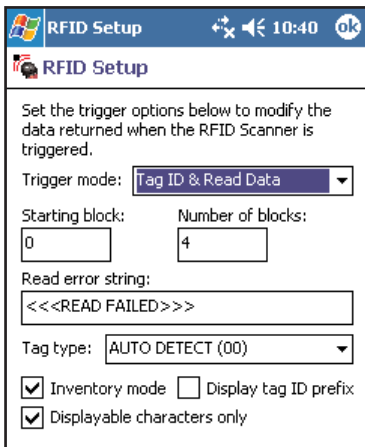 RFID Setup 10:40 ok
RFID Setup
Set the trigger options below to modify the
data returned when the RFID Scanner is
triggered.
Trigger mode: Tag ID & Read Data
Starting block: Number of blocks:
0 4
Read error string:
<<<READ FAILED>>>
Tag type: AUTO DETECT (00)
Inventory mode Display tag ID prefix
Displayable characters only